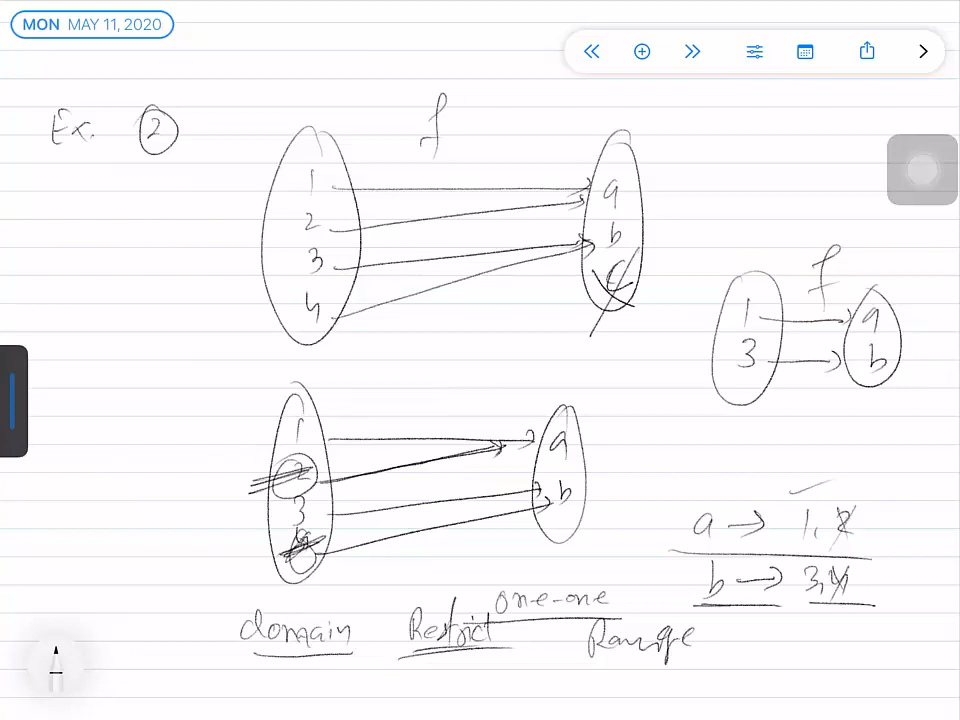 MON MAY 11, 2020
Ex. 2
f
1 a
2 b
3 c
4
f
1 a
3 b
1 a
2 b
3
4
a → 1, 2
b → 3, 4
one-one
domain Restrict Range